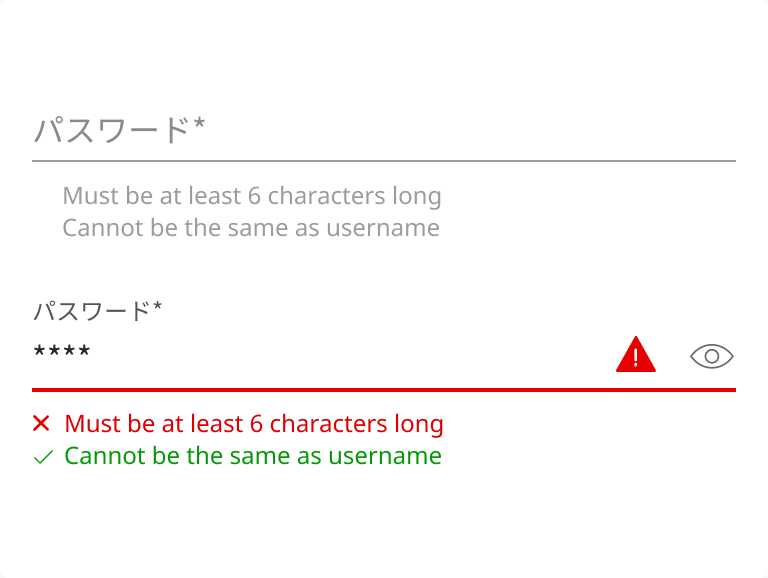 パスワード*
Must be at least 6 characters long
Cannot be the same as username
パスワード*
****
Must be at least 6 characters long
Cannot be the same as username